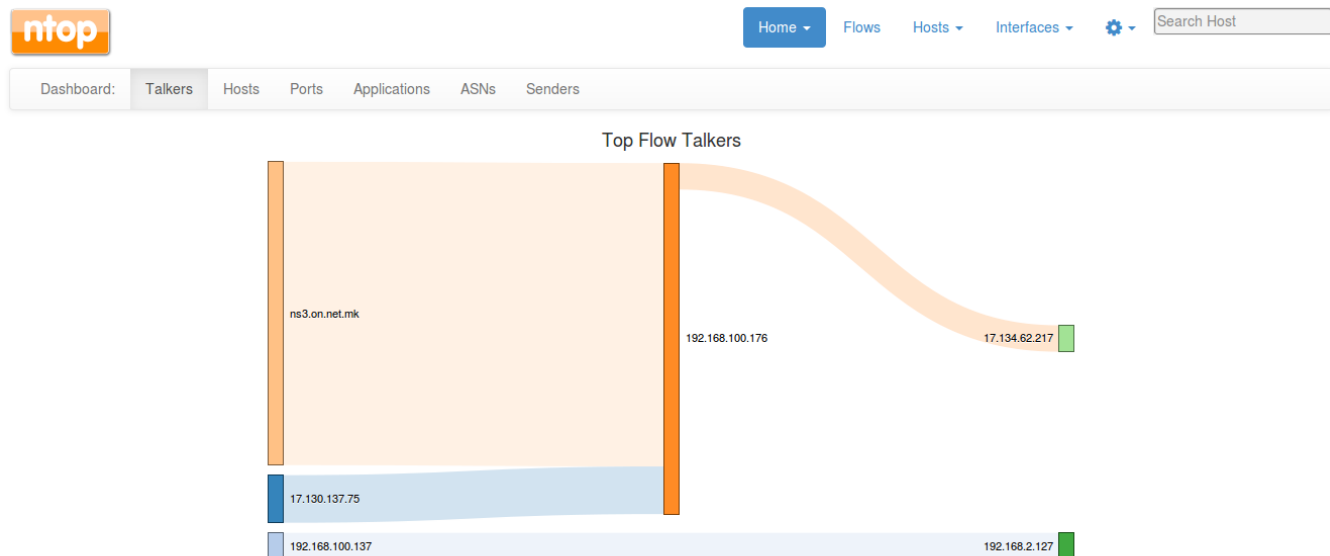 ntop
Home Flows Hosts Interfaces Search Host
Dashboard: Talkers Hosts Ports Applications ASNs Senders
Top Flow Talkers
ns3.on.net.mk
192.168.100.176
17.134.62.217
17.130.137.75
192.168.100.137
192.168.2.127